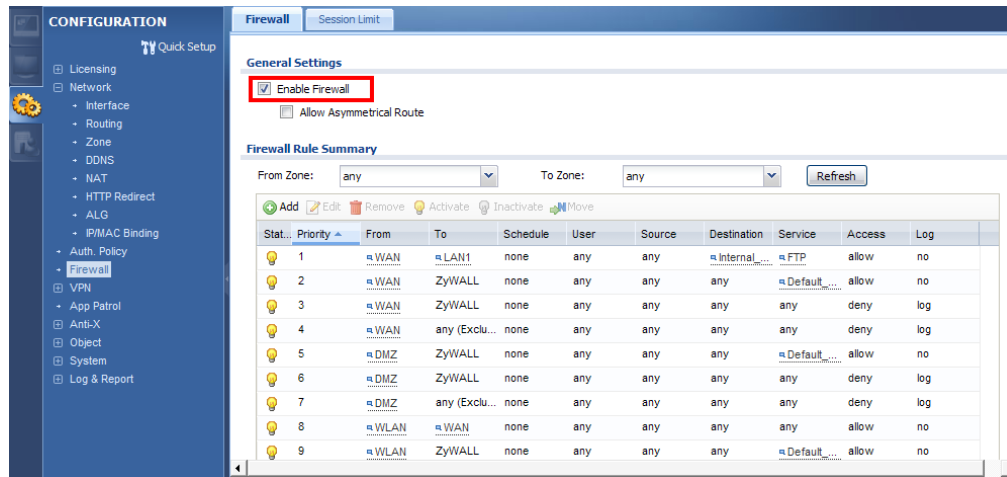 CONFIGURATION
Quick Setup
Licensing
Network
Interface
Routing
Zone
DDNS
NAT
HTTP Redirect
ALG
IP/MAC Binding
Auth. Policy
Firewall
VPN
App Patrol
Anti-X
Object
System
Log & Report
Firewall Session Limit
General Settings
Enable Firewall
Allow Asymmetrical Route
Firewall Rule Summary
From Zone: any To Zone: any Refresh
Add Edit Remove Activate Inactivate Move
Stat... Priority From To Schedule User Source Destination Service Access Log
1 WAN LAN1 none any any Internal_... FTP allow no
2 WAN ZyWALL none any any any Default_... allow no
3 WAN ZyWALL none any any any any deny log
4 WAN any (Exclu... none any any any any deny log
5 DMZ ZyWALL none any any any Default_... allow no
6 DMZ ZyWALL none any any any any deny log
7 DMZ any (Exclu... none any any any any deny log
8 WLAN WAN none any any any any allow no
9 WLAN ZyWALL none any any any Default_... allow no